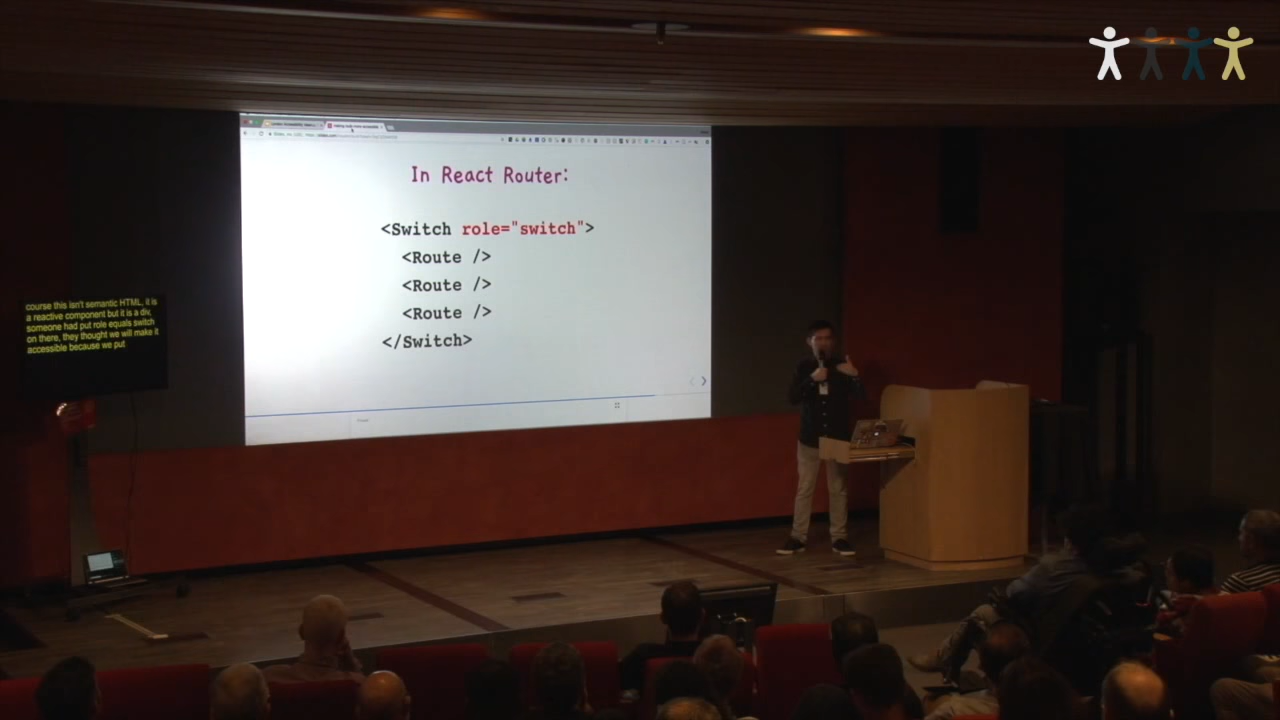 In React Router:
<Switch role="switch">
<Route />
<Route />
<Route />
</Switch>
course this isn't semantic HTML, it is
a reactive component but it is a div,
someone had put role equals switch
on there, they thought we will make it
accessible because we put